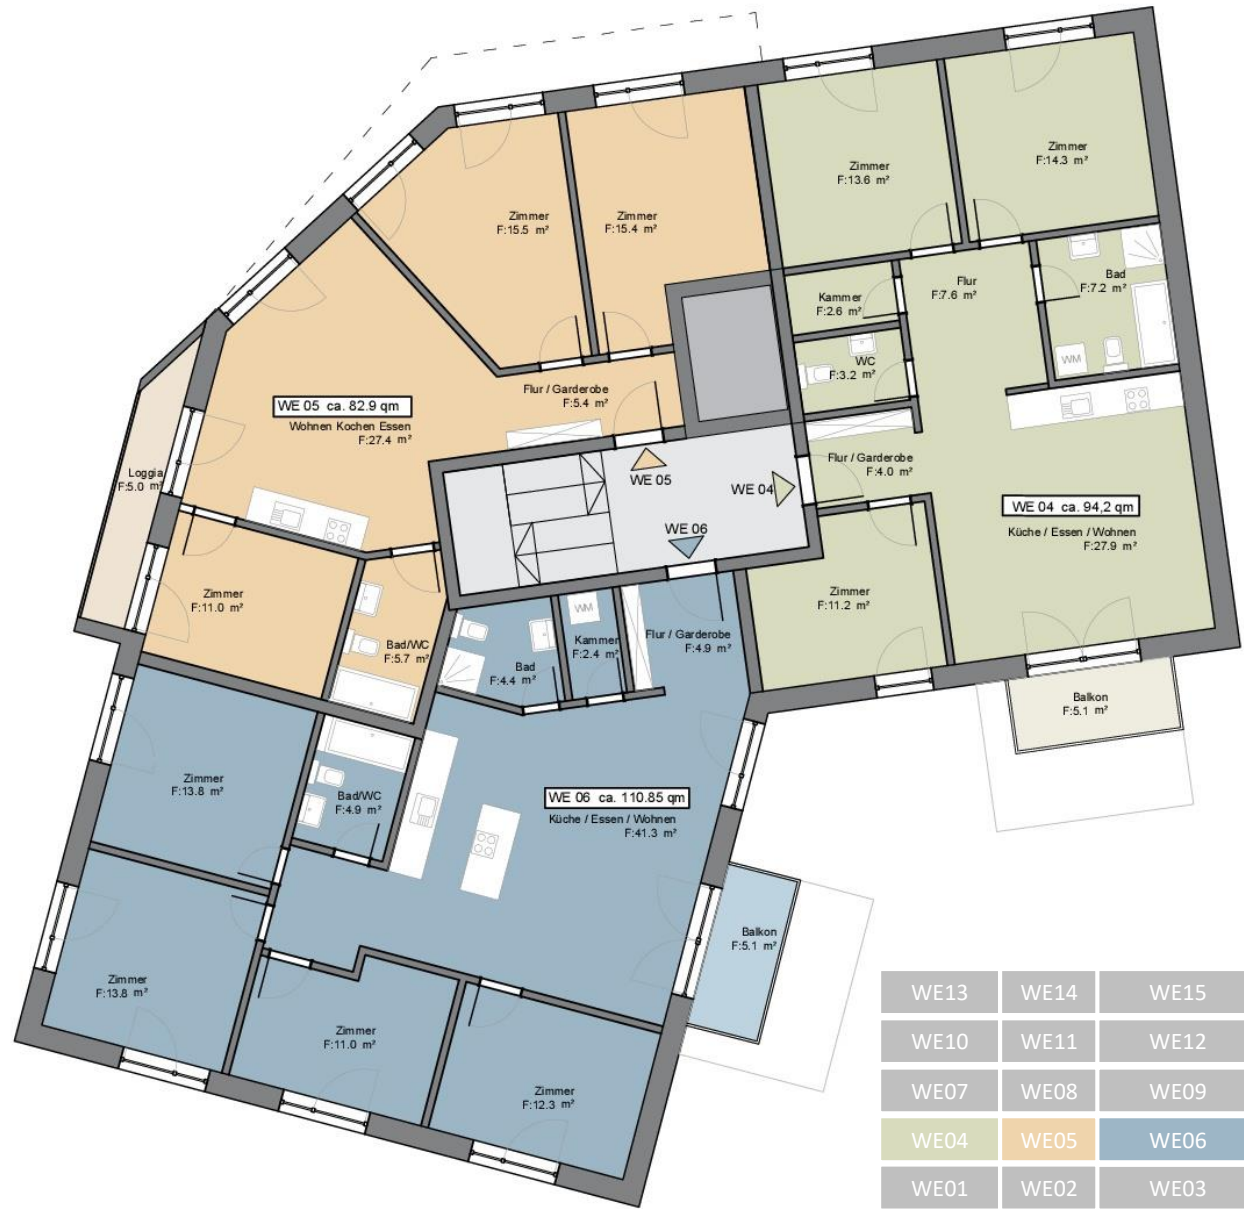 Zimmer
F:14.3 m²
Zimmer
F:13.6 m²
Zimmer
F:15.5 m²
Zimmer
F:15.4 m²
Bad
F:7.2 m²
Flur
F:7.6 m²
Kammer
F:2.6 m²
WM
WC
F:3.2 m²
Flur / Garderobe
F:5.4 m²
WE 05 ca. 82.9 qm
Wohnen Kochen Essen
F:27.4 m²
Loggia
F:5.0 m²
Flur / Garderobe
F:4.0 m²
WE 05
WE 04
WE 06
WE 04 ca. 94,2 qm
Küche / Essen / Wohnen
F:27.9 m²
Zimmer
F:11.0 m²
Zimmer
F:11.2 m²
WM
Bad/WC
F:5.7 m²
Bad
F:4.4 m²
Kammer
F:2.4 m²
Flur / Garderobe
F:4.9 m²
Balkon
F:5.1 m²
Zimmer
F:13.8 m²
Bad/WC
F:4.9 m²
WE 06 ca. 110.85 qm
Küche / Essen / Wohnen
F:41.3 m²
Balkon
F:5.1 m²
Zimmer
F:13.8 m²
Zimmer
F:11.0 m²
Zimmer
F:12.3 m²
WE13 WE14 WE15
WE10 WE11 WE12
WE07 WE08 WE09
WE04 WE05 WE06
WE01 WE02 WE03